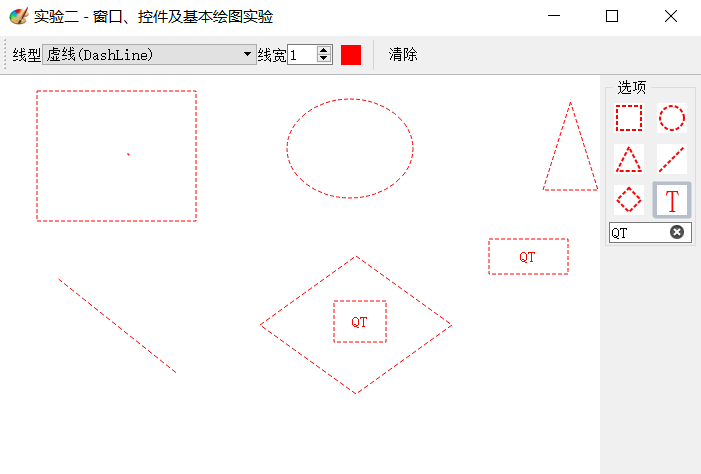 实验二 - 窗口、控件及基本绘图实验
线型 虚线(DashLine) 线宽 1 清除
选项
T
QT
QT
QT